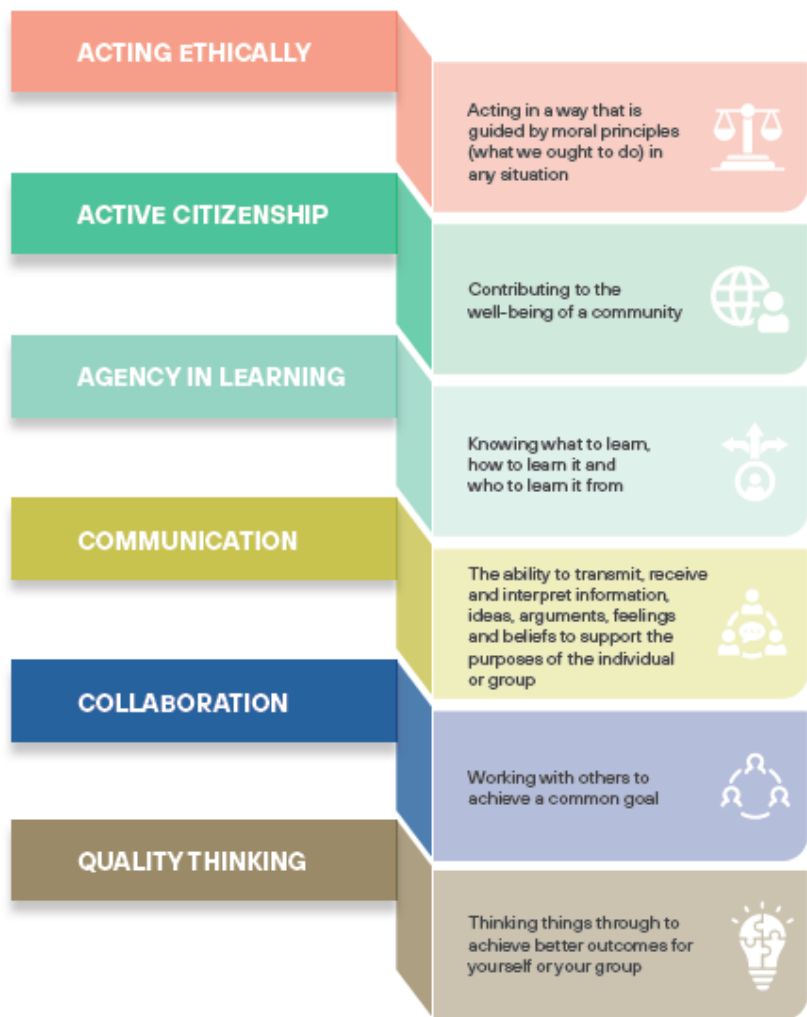 ACTING ETHICALLY
Acting in a way that is
guided by moral principles
(what we ought to do) in
any situation
ACTIVE CITIZENSHIP
Contributing to the
well-being of a community
AGENCY IN LEARNING
Knowing what to learn,
how to learn it and
who to learn it from
COMMUNICATION
The ability to transmit, receive
and interpret information,
ideas, arguments, feelings
and beliefs to support the
purposes of the individual
or group
COLLABORATION
Working with others to
achieve a common goal
QUALITY THINKING
Thinking things through to
achieve better outcomes for
yourself or your group